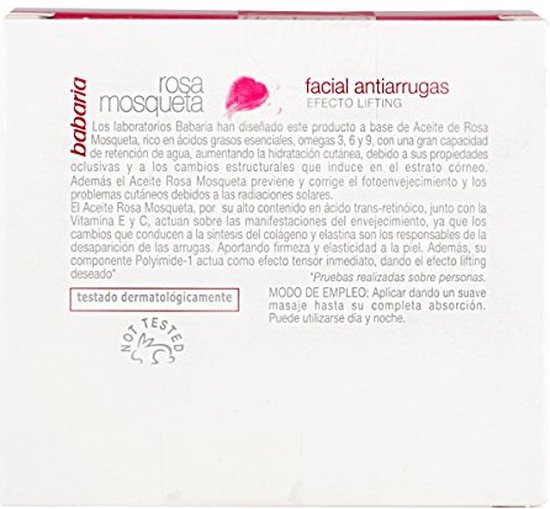 babaria
rosa
mosqueta
facial antiarrugas
EFECTO LIFTING
Los laboratorios Babaria han diseñado este producto a base de Aceite de Rosa
Mosqueta, rico en ácidos grasos esenciales, omegas 3, 6 y 9, con una gran capacidad
de retención de agua, aumentando la hidratación cutánea, debido a sus propiedades
oclusivas y a los cambios estructurales que induce en el estrato córneo.
Además el Aceite Rosa Mosqueta previene y corrige el fotoenvejecimiento y los
problemas cutáneos debidos a las radiaciones solares.
El Aceite Rosa Mosqueta, por su alto contenido en ácido trans-retinóico, junto con la
Vitamina E y C, actúan sobre las manifestaciones del envejecimiento, ya que los
cambios que conducen a la síntesis del colágeno y elastina son los responsables de la
desaparición de las arrugas. Aportando firmeza y elasticidad a la piel. Además, su
componente Polyimide-1 actua como efecto tensor inmediato, dando el efecto lifting
deseado*
*Pruebas realizadas sobre personas.
testado dermatológicamente
MODO DE EMPLEO: Aplicar dando un suave
masaje hasta su completa absorción.
Puede utilizarse día y noche.
NOT TESTED